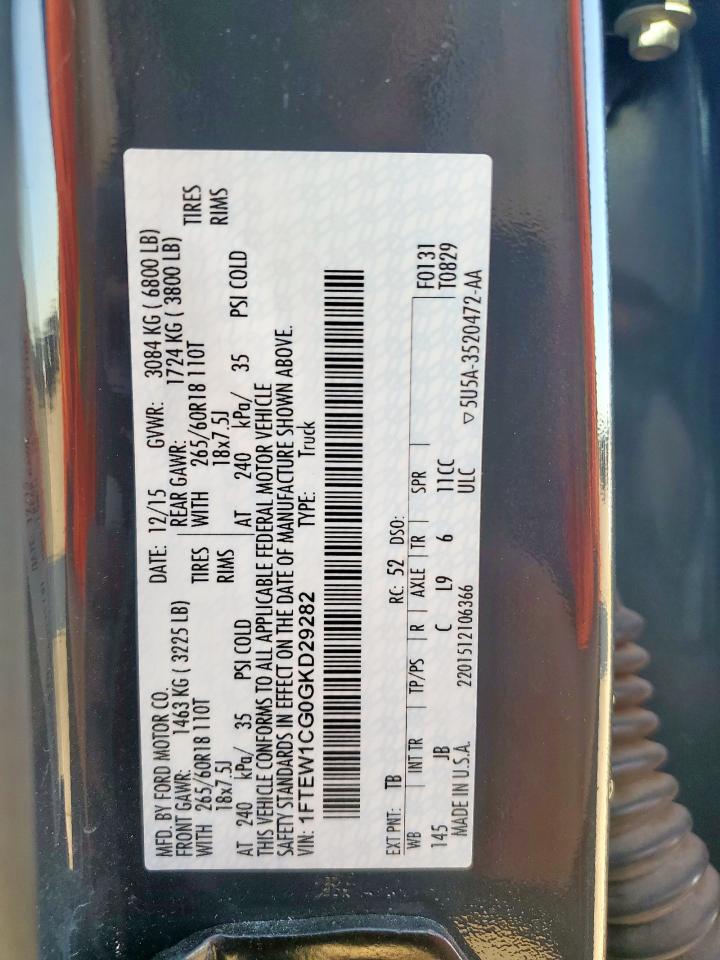 MFD. BY FORD MOTOR CO. DATE: 12/15 GVWR: 3084 KG ( 6800 LB)
FRONT GAWR: 1463 KG ( 3225 LB) REAR GAWR: 1724 KG ( 3800 LB)
WITH 265/60R18 110T TIRES WITH 265/60R18 110T TIRES
18x7.5J RIMS 18x7.5J RIMS
AT 240 kPa/ 35 PSI COLD AT 240 kPa/ 35 PSI COLD
THIS VEHICLE CONFORMS TO ALL APPLICABLE FEDERAL MOTOR VEHICLE
SAFETY STANDARDS IN EFFECT ON THE DATE OF MANUFACTURE SHOWN ABOVE.
VIN: 1FTEW1CG0GKD29282 TYPE: Truck
EXT PNT: TB RC: 52 DSO: F0131
WB INT TR TP/PS R AXLE TR SPR T0829
145 JB C L9 6 11CC
ULC
MADE IN U.S.A. 2201512106366 ▽ 5U5A-3520472-AA